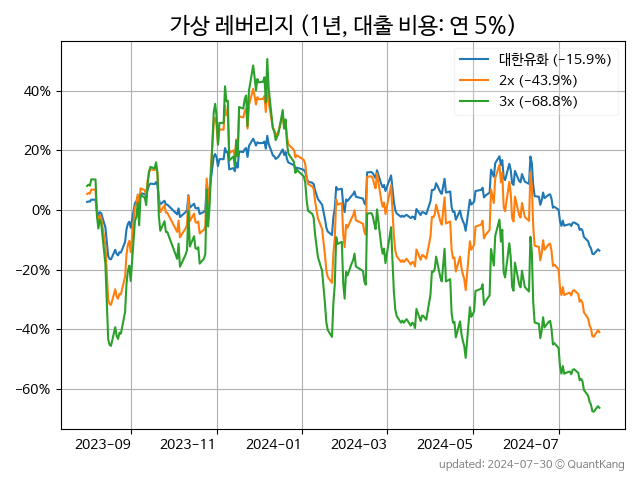 가상 레버리지 (1년, 대출 비용: 연 5%)
대한유화 (−15.9%)
2x (−43.9%)
3x (−68.8%)
40%
20%
0%
−20%
−40%
−60%
2023-09 2023-11 2024-01 2024-03 2024-05 2024-07
updated: 2024-07-30 © QuantKang